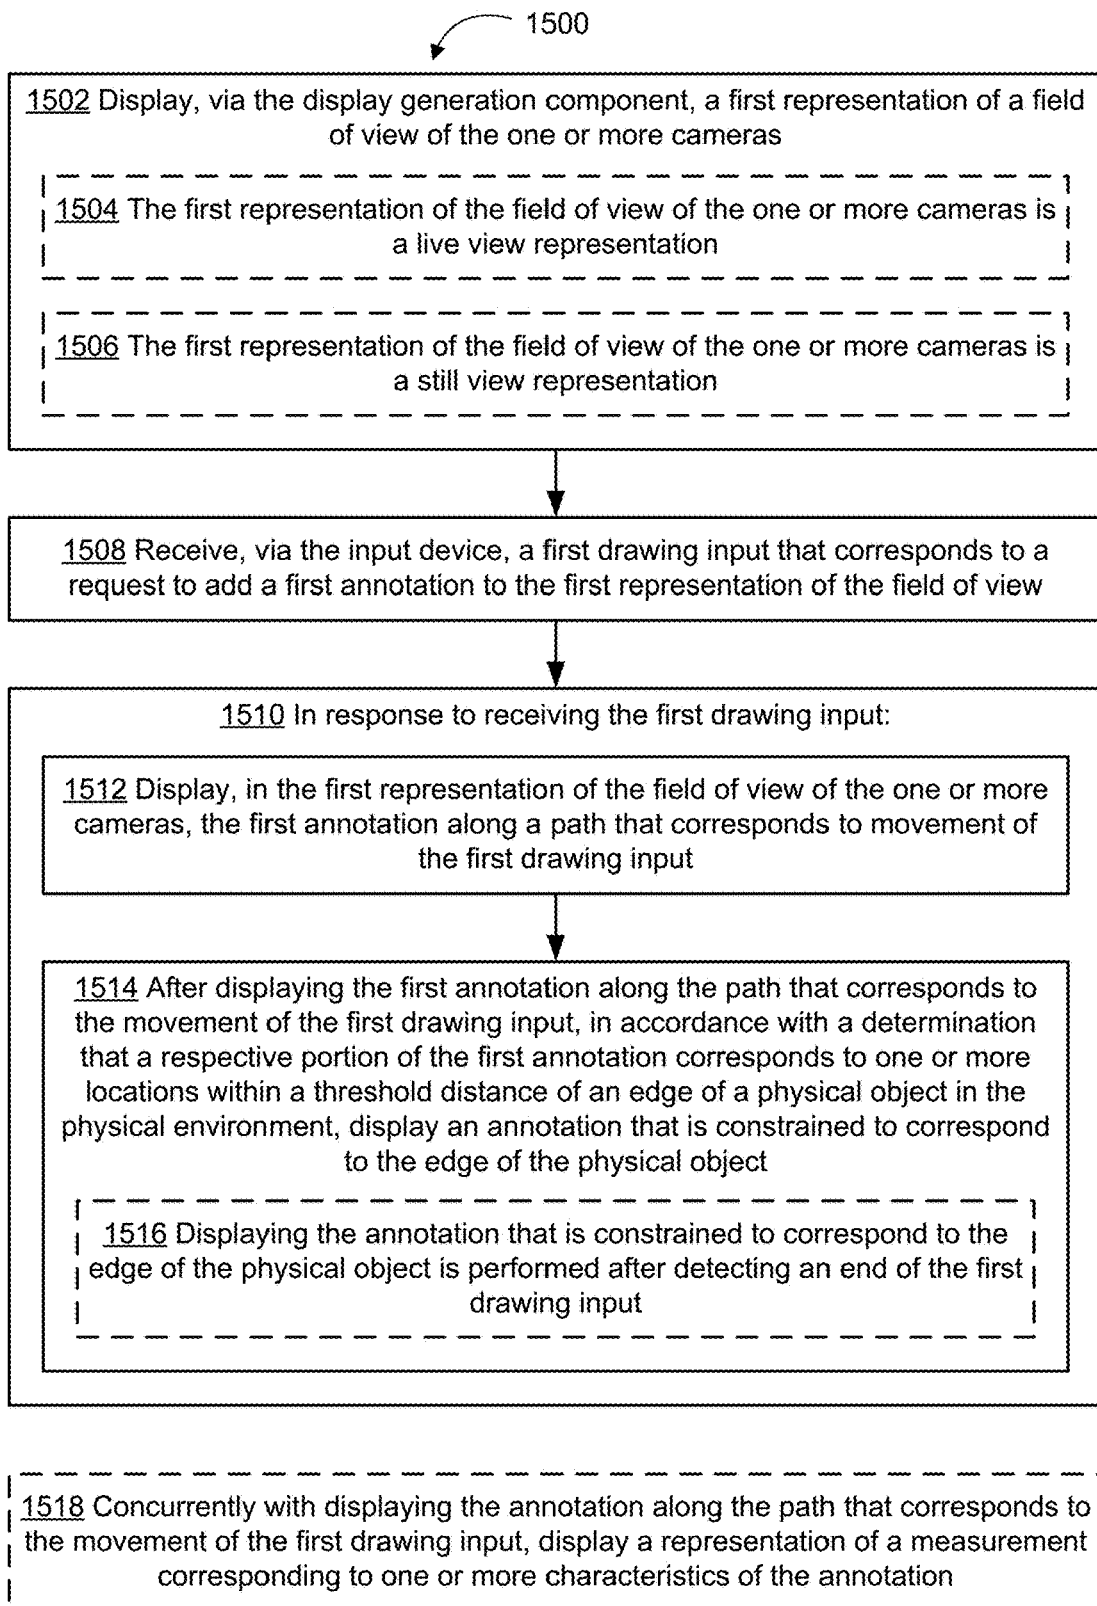 1500
1502 Display, via the display generation component, a first representation of a field
of view of the one or more cameras
1504 The first representation of the field of view of the one or more cameras is
a live view representation
1506 The first representation of the field of view of the one or more cameras is
a still view representation
1508 Receive, via the input device, a first drawing input that corresponds to a
request to add a first annotation to the first representation of the field of view
1510 In response to receiving the first drawing input:
1512 Display, in the first representation of the field of view of the one or more
cameras, the first annotation along a path that corresponds to movement of
the first drawing input
1514 After displaying the first annotation along the path that corresponds to
the movement of the first drawing input, in accordance with a determination
that a respective portion of the first annotation corresponds to one or more
locations within a threshold distance of an edge of a physical object in the
physical environment, display an annotation that is constrained to correspond
to the edge of the physical object
1516 Displaying the annotation that is constrained to correspond to the
edge of the physical object is performed after detecting an end of the first
drawing input
1518 Concurrently with displaying the annotation along the path that corresponds to
the movement of the first drawing input, display a representation of a measurement
corresponding to one or more characteristics of the annotation